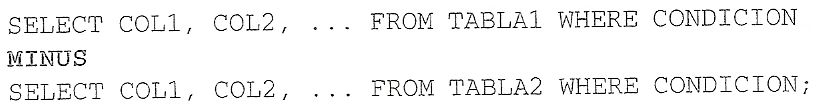 SELECT COL1, COL2, ... FROM TABLA1 WHERE CONDICION
MINUS
SELECT COL1, COL2, ... FROM TABLA2 WHERE CONDICION;